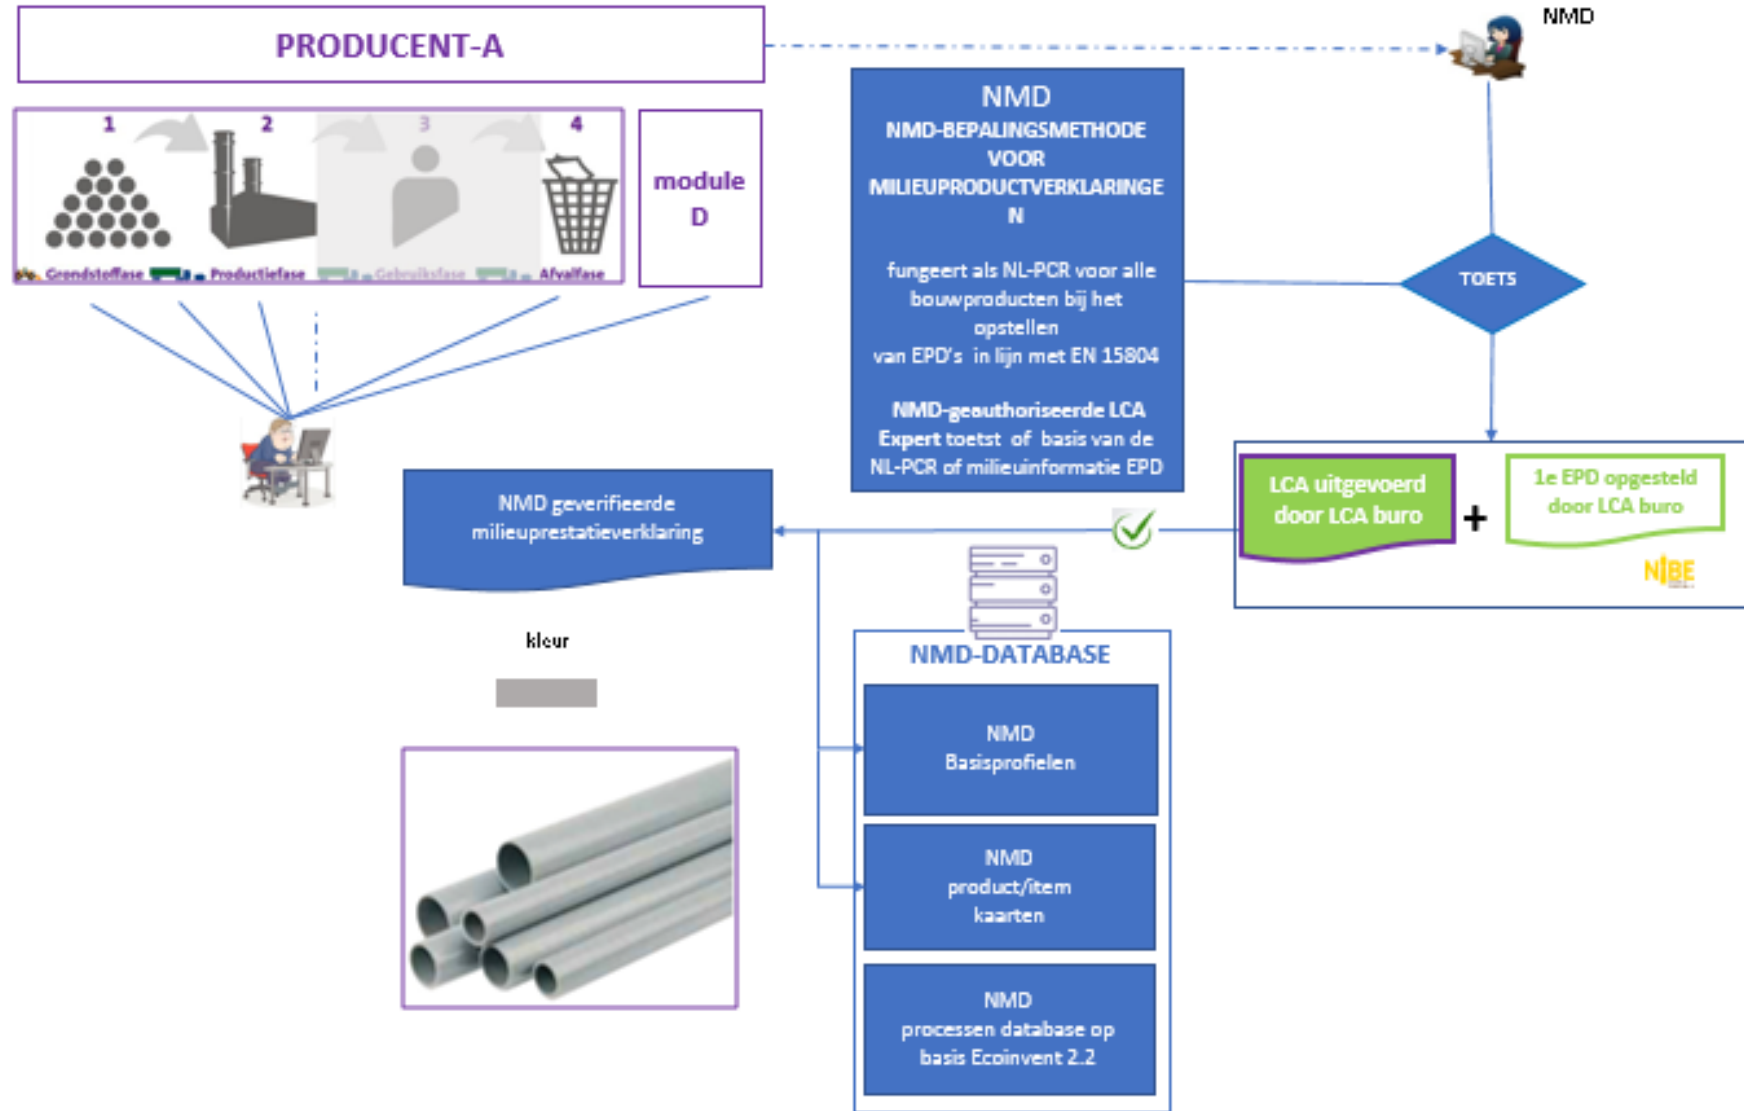 PRODUCENT-A
NMD
1
2
3
4
Grondstoffase
Productiefase
Gebruiksfase
Afvalfase
module
D
NMD
NMD-BEPALINGSMETHODE
VOOR
MILIEUPRODUCTVERKLARINGE
N
fungeert als NL-PCR voor alle
bouwproducten bij het
opstellen
van EPD's in lijn met EN 15804
NMD-geauthoriseerde LCA
Expert toetst of basis van de
NL-PCR of milieuinformatie EPD
TOETS
LCA uitgevoerd
door LCA buro
+
1e EPD opgesteld
door LCA buro
NIBE
NMD geverifieerde
milieuprestatieverklaring
kleur
NMD-DATABASE
NMD
Basisprofielen
NMD
product/item
kaarten
NMD
processen database op
basis Ecoinvent 2.2